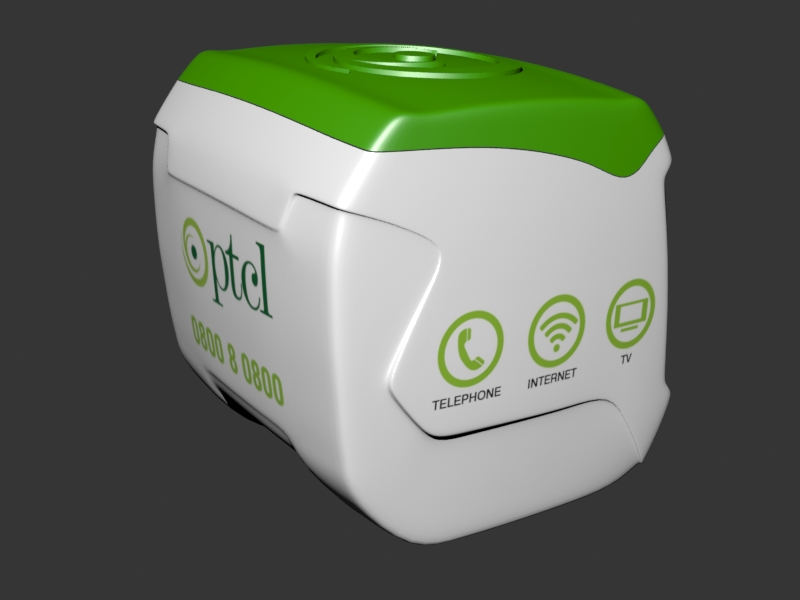 ptcl
0800 8 0800
TELEPHONE
INTERNET
TV